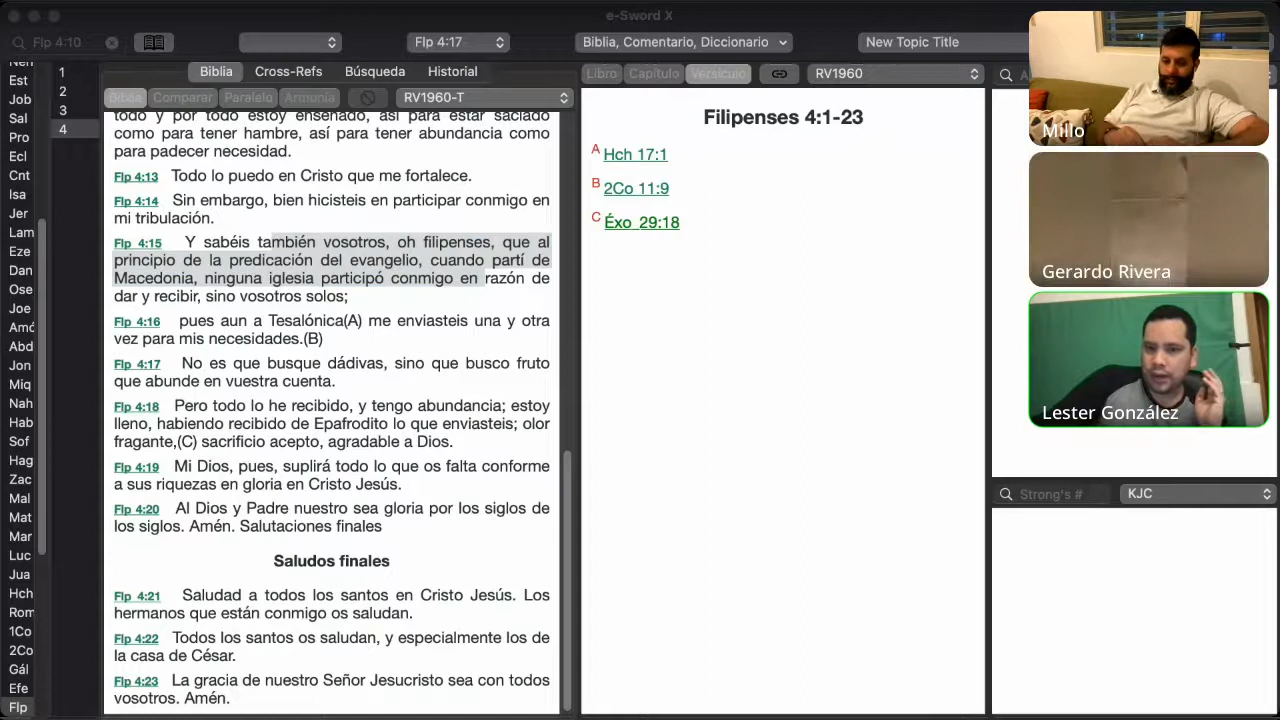 e-Sword X
Flp 4:10
Flp 4:17
Biblia, Comentario, Diccionario
New Topic Title
Biblia
Cross-Refs
Búsqueda
Historial
Biblia
Comparar
Paralelo
Armonía
RV1960-T
Est
Job
Sal
Pro
Ecl
Cnt
Isa
Jer
Lam
Eze
Dan
Ose
Joe
Amó
Abd
Jon
Miq
Nah
Hab
Sof
Hag
Zac
Mal
Mat
Mar
Luc
Jua
Hch
Rom
1Co
2Co
Gál
Efe
Flp
1
2
3
4
todo y por todo estoy enseñado, así para estar saciado
como para tener hambre, así para tener abundancia como
para padecer necesidad.
Flp 4:13 Todo lo puedo en Cristo que me fortalece.
Flp 4:14 Sin embargo, bien hicisteis en participar conmigo en
mi tribulación.
Flp 4:15 Y sabéis también vosotros, oh filipenses, que al
principio de la predicación del evangelio, cuando partí de
Macedonia, ninguna iglesia participó conmigo en razón de
dar y recibir, sino vosotros solos;
Flp 4:16 pues aun a Tesalónica(A) me enviasteis una y otra
vez para mis necesidades.(B)
Flp 4:17 No es que busque dádivas, sino que busco fruto
que abunde en vuestra cuenta.
Flp 4:18 Pero todo lo he recibido, y tengo abundancia; estoy
lleno, habiendo recibido de Epafrodito lo que enviasteis; olor
fragante,(C) sacrificio acepto, agradable a Dios.
Flp 4:19 Mi Dios, pues, suplirá todo lo que os falta conforme
a sus riquezas en gloria en Cristo Jesús.
Flp 4:20 Al Dios y Padre nuestro sea gloria por los siglos de
los siglos. Amén. Salutaciones finales
Saludos finales
Flp 4:21 Saludad a todos los santos en Cristo Jesús. Los
hermanos que están conmigo os saludan.
Flp 4:22 Todos los santos os saludan, y especialmente los de
la casa de César.
Flp 4:23 La gracia de nuestro Señor Jesucristo sea con todos
vosotros. Amén.
Libro
Capítulo
Versículo
RV1960
Filipenses 4:1-23
A Hch 17:1
B 2Co 11:9
C Éxo 29:18
Millo
Gerardo Rivera
Lester González
Strong's #
KJC